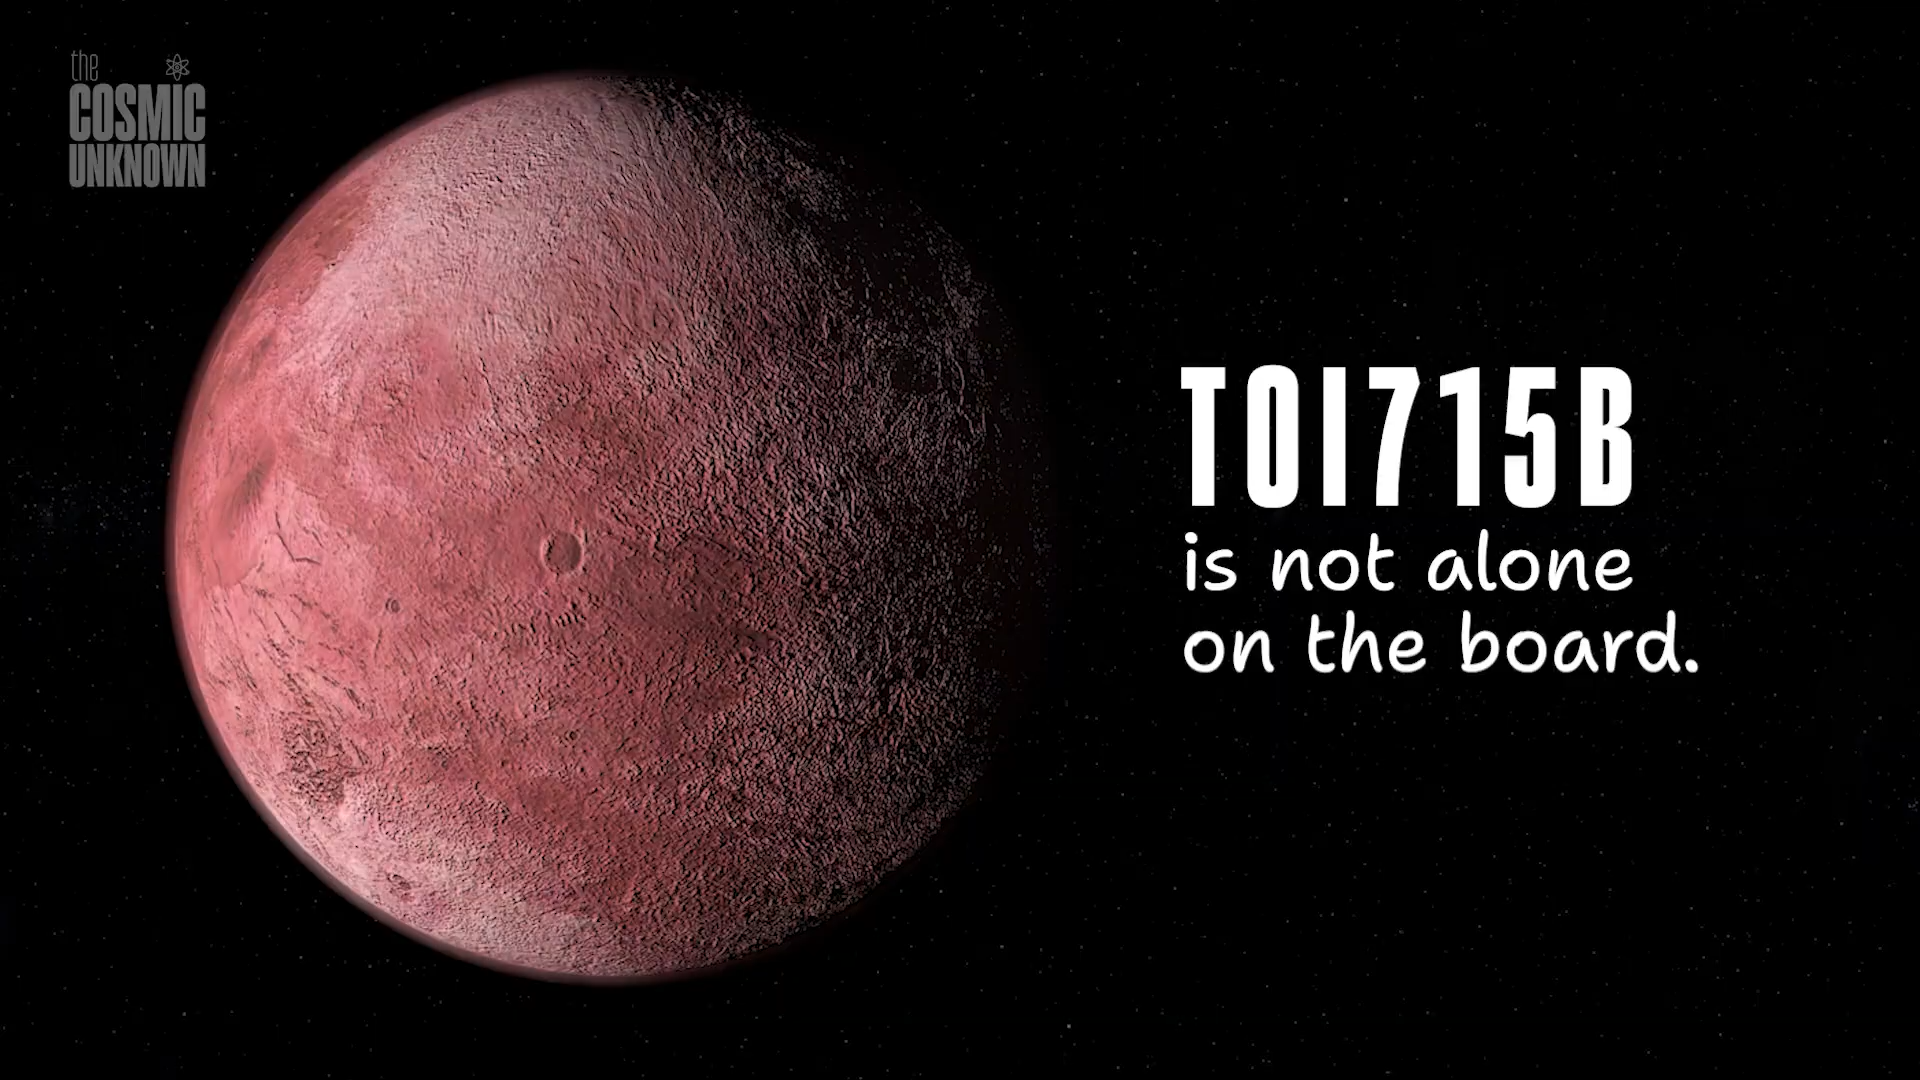 the
COSMIC
UNKNOWN
TOI715B
is not alone
on the board.